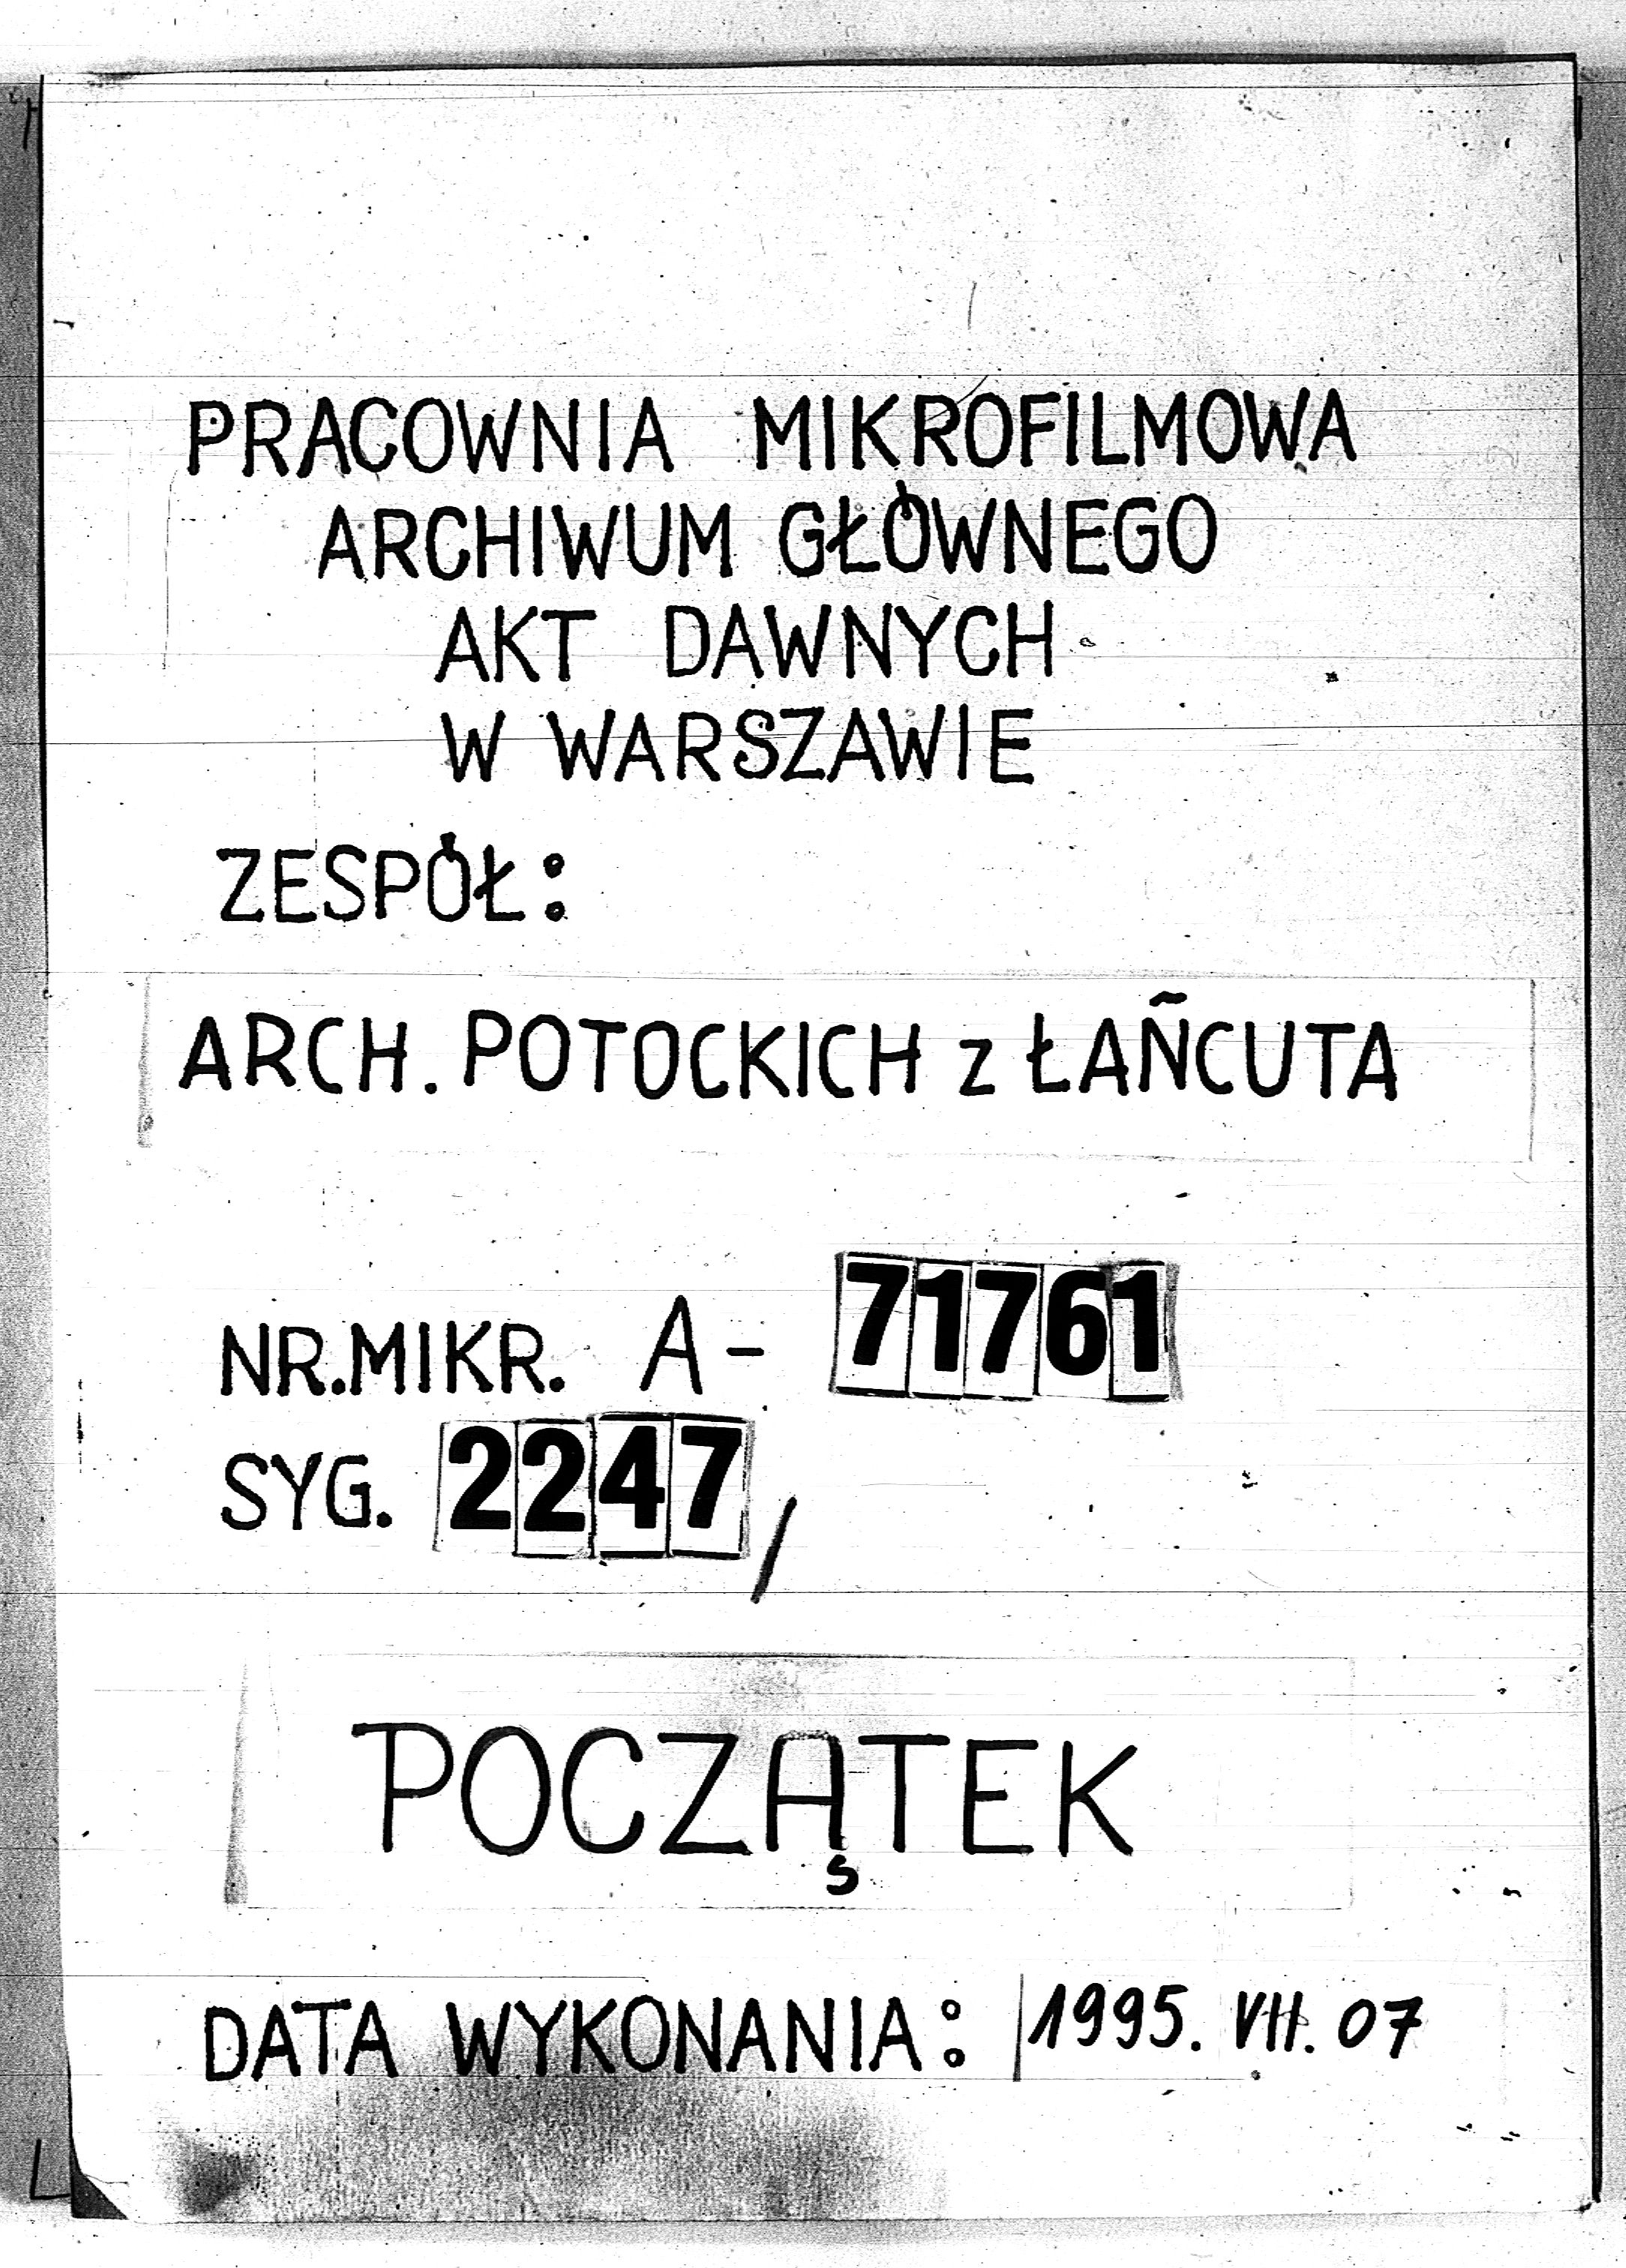 PRACOWNIA MIKROFILMOWA
ARCHIWUM GŁÓWNEGO
AKT DAWNYCH
W WARSZAWIE
ZESPÓŁ:
ARCH. POTOCKICH z ŁAŃCUTA
NR.MIKR. A- 71761
SYG. 2247/
POCZĄTEK
DATA WYKONANIA: 1995. VII. 07